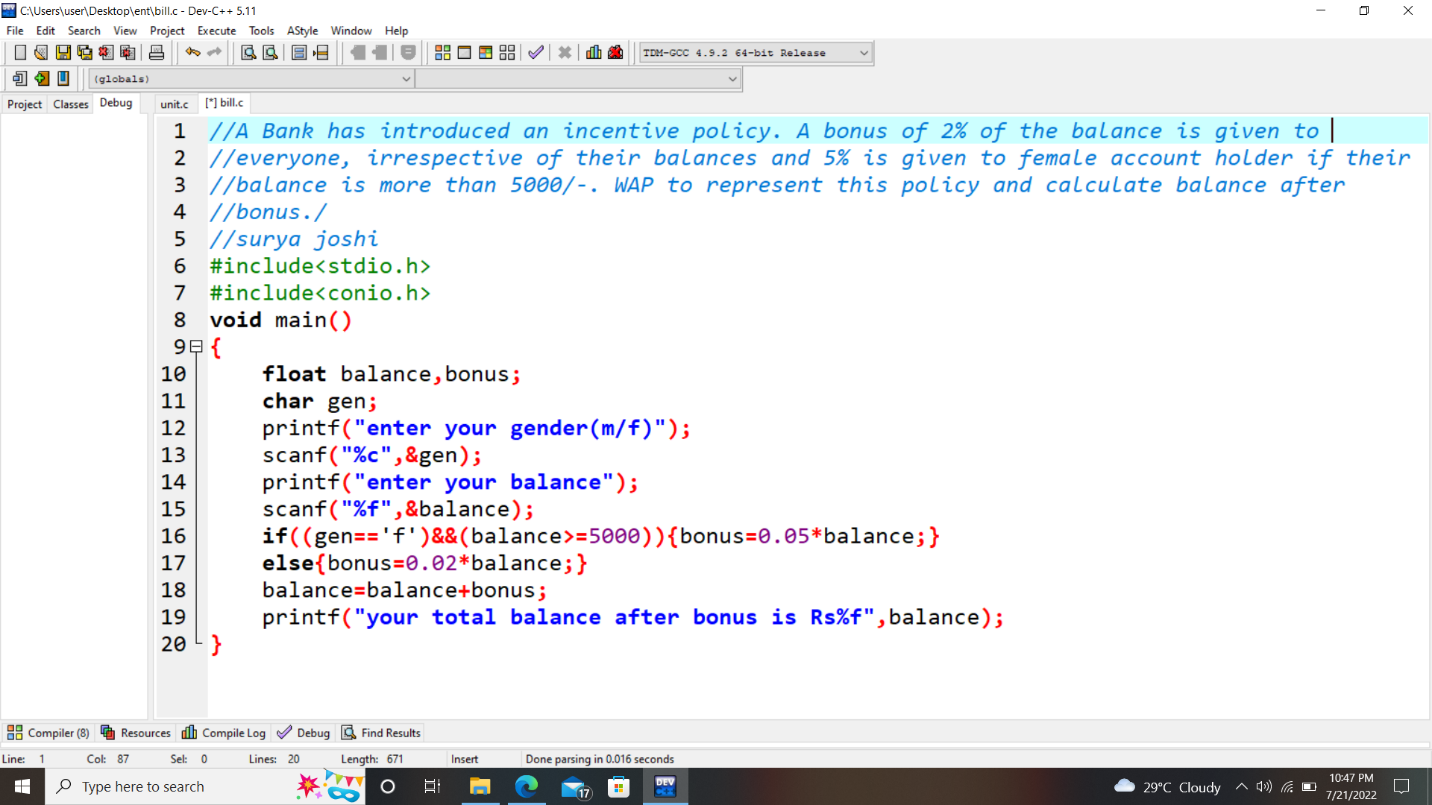 C:\Users\user\Desktop\ent\bill.c - Dev-C++ 5.11
File Edit Search View Project Execute Tools AStyle Window Help
TDM-GCC 4.9.2 64-bit Release
(globals)
Project Classes Debug unit.c [*] bill.c
1 //A Bank has introduced an incentive policy. A bonus of 2% of the balance is given to
2 //everyone, irrespective of their balances and 5% is given to female account holder if their
3 //balance is more than 5000/-. WAP to represent this policy and calculate balance after
4 //bonus./
5 //surya joshi
6 #include<stdio.h>
7 #include<conio.h>
8 void main()
9 {
10 float balance,bonus;
11 char gen;
12 printf("enter your gender(m/f)");
13 scanf("%c",&gen);
14 printf("enter your balance");
15 scanf("%f",&balance);
16 if((gen=='f')&&(balance>=5000)){bonus=0.05*balance;}
17 else{bonus=0.02*balance;}
18 balance=balance+bonus;
19 printf("your total balance after bonus is Rs%f",balance);
20 }
Compiler (8) Resources Compile Log Debug Find Results
Line: 1 Col: 87 Sel: 0 Lines: 20 Length: 671 Insert Done parsing in 0.016 seconds
Type here to search 17 DEV 29°C Cloudy 10:47 PM
7/21/2022